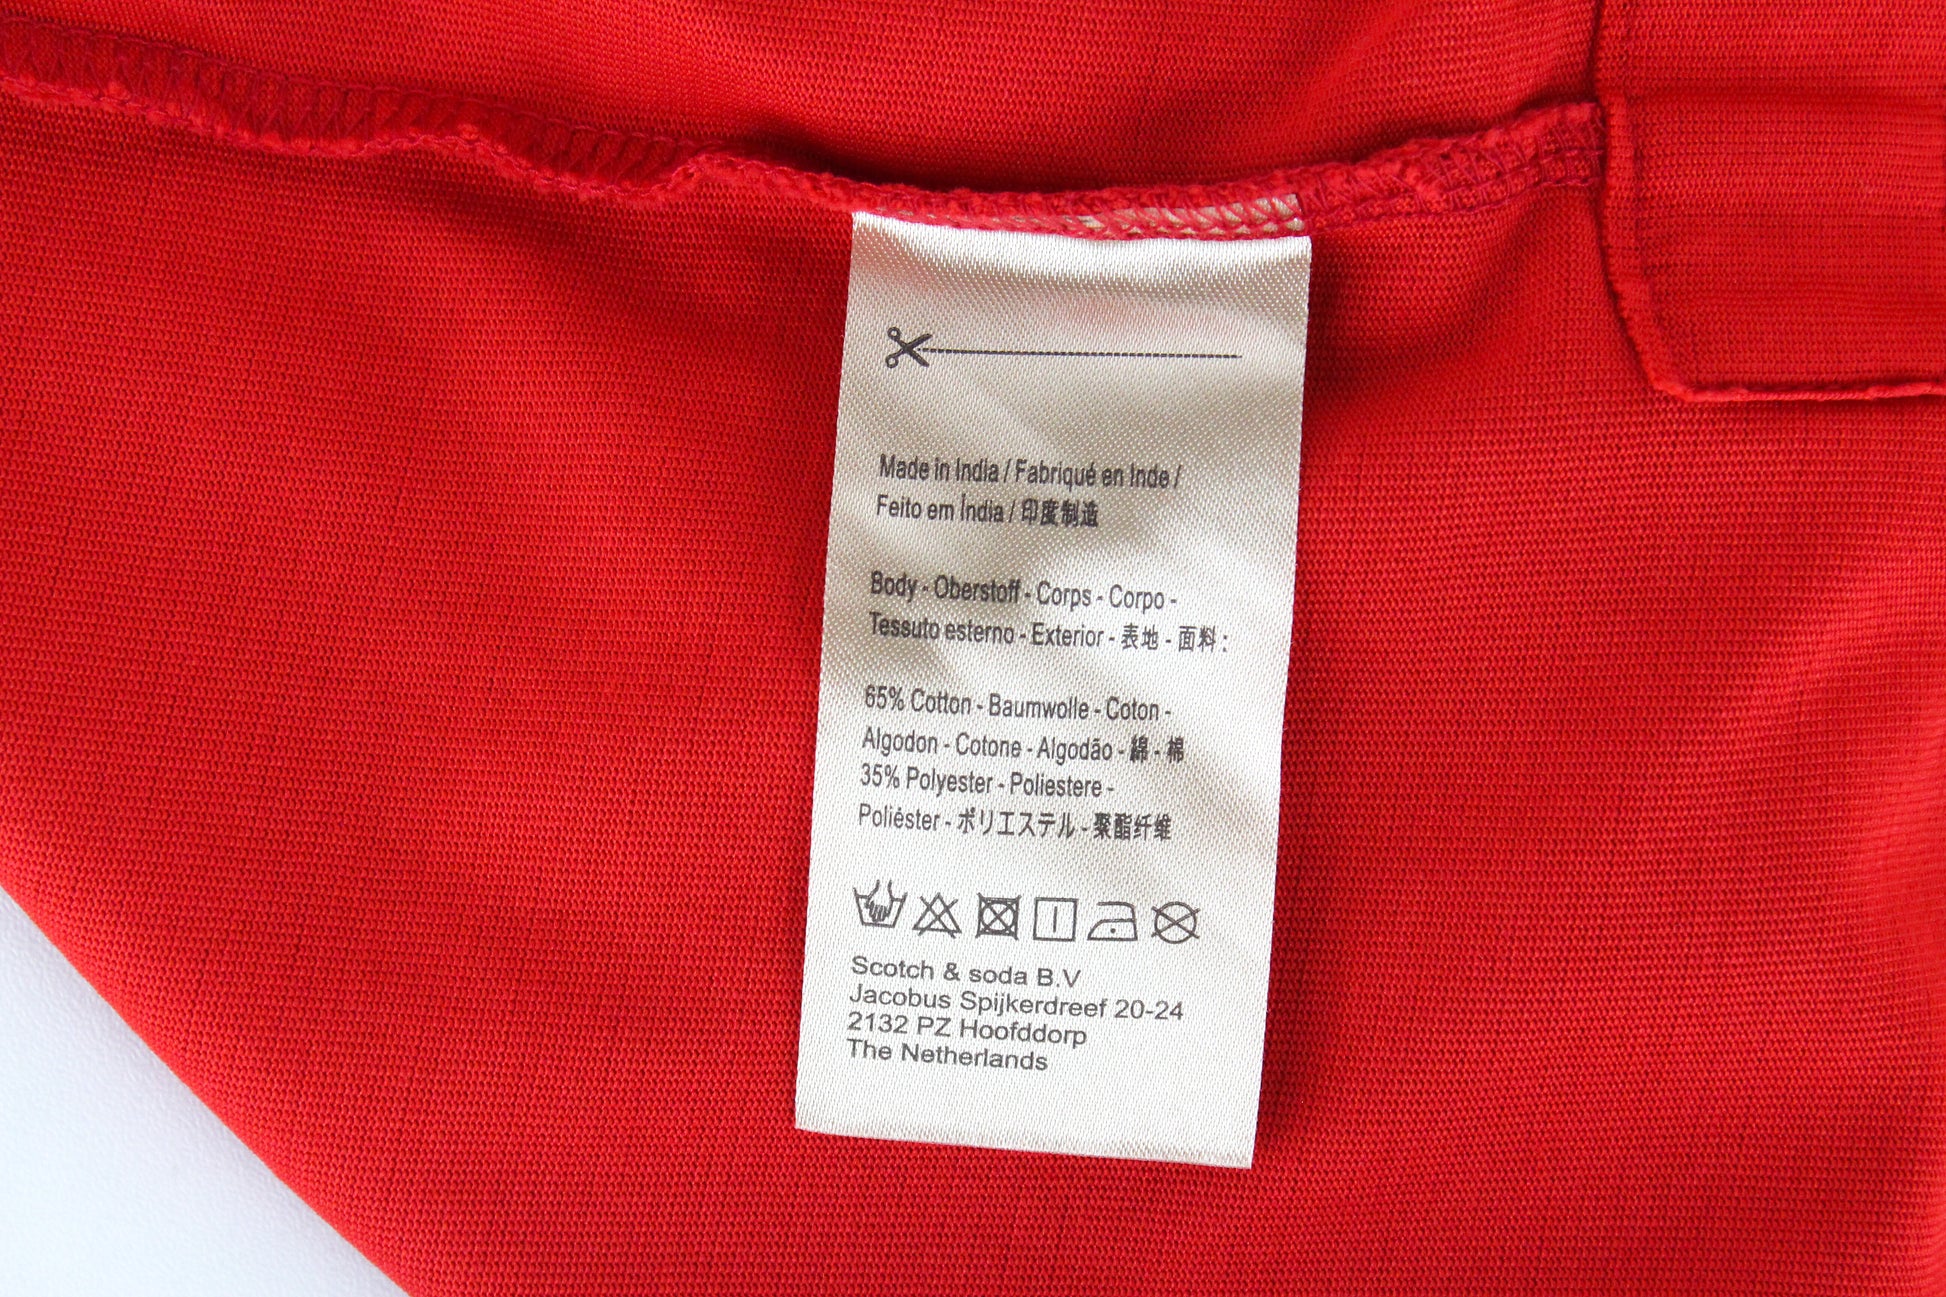 Made in India / Fabriqué en Inde /
Feito em Índia / 印度制造
Body - Oberstoff - Corps - Corpo -
Tessuto esterno - Exterior - 表地 - 面料 :
65% Cotton - Baumwolle - Coton -
Algodon - Cotone - Algodão - 綿 - 棉
35% Polyester - Poliestere -
Poliéster - ポリエステル - 聚酯纤维
Scotch & soda B.V
Jacobus Spijkerdreef 20-24
2132 PZ Hoofddorp
The Netherlands